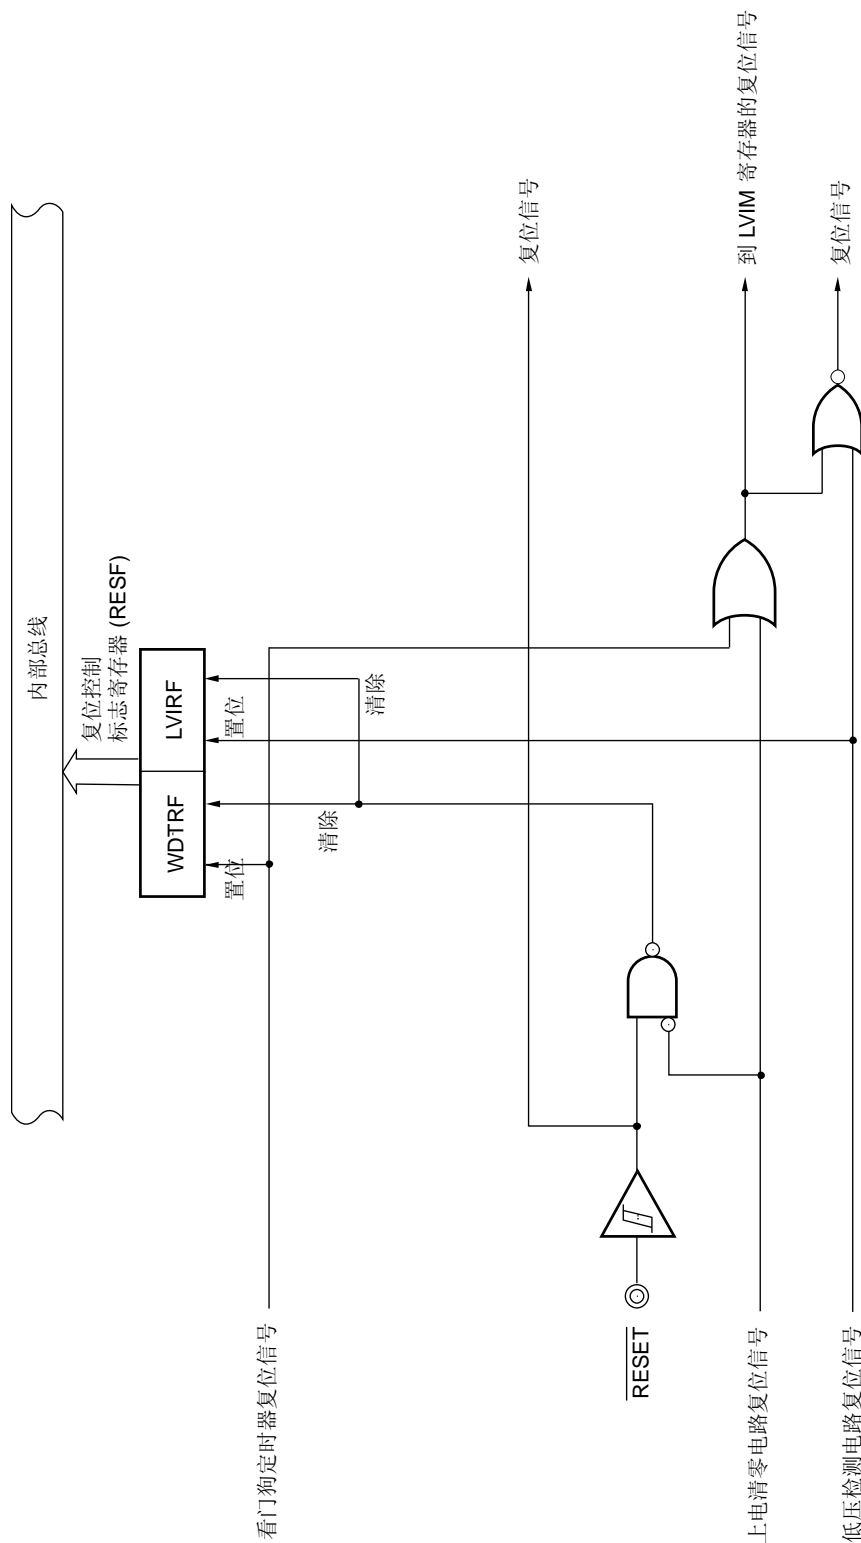 内部总线
复位控制
标志寄存器 (RESF)
WDTRF
LVIRF
置位
置位
清除
清除
看门狗定时器复位信号
复位信号
RESET
到 LVIM 寄存器的复位信号
上电清零电路复位信号
复位信号
低压检测电路复位信号